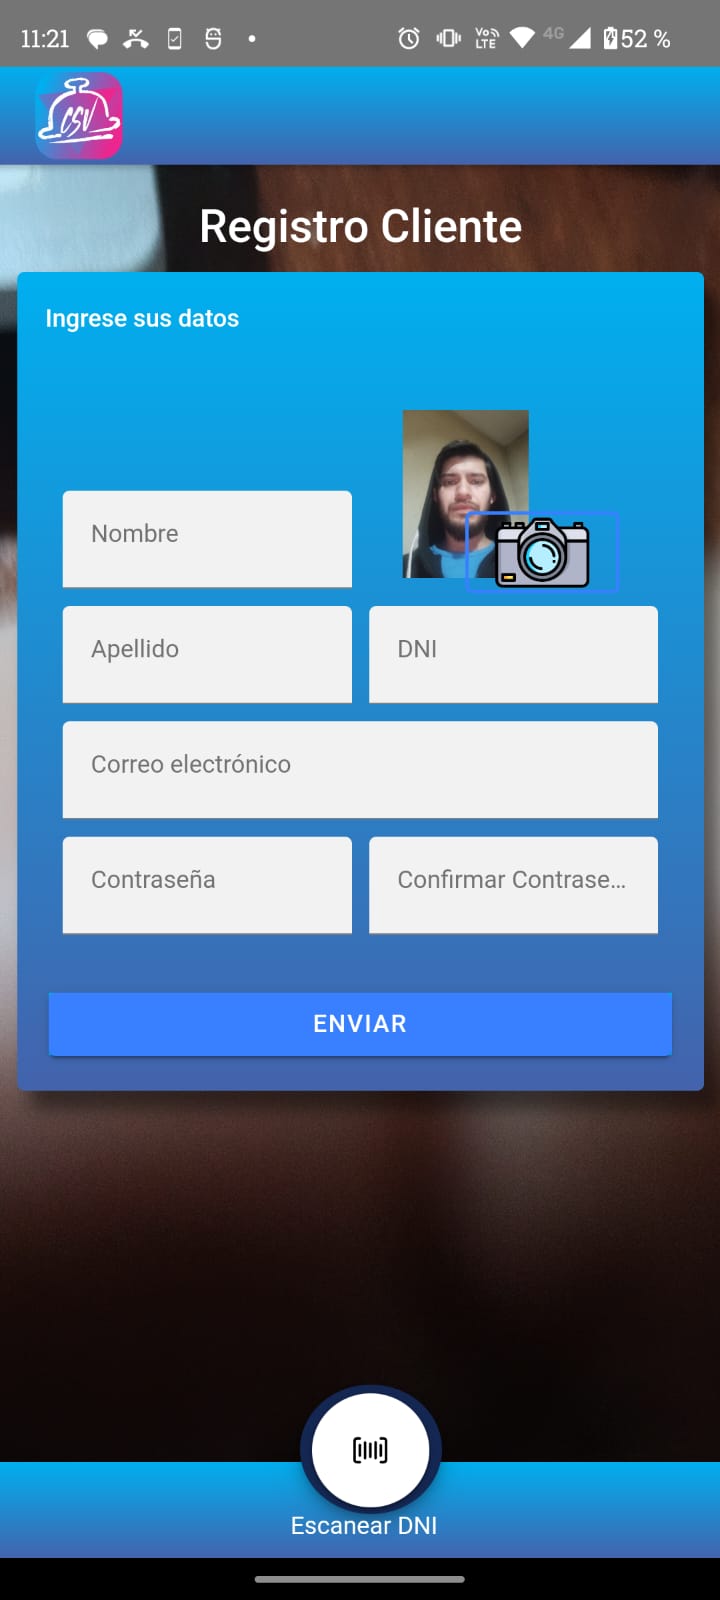 11:21 Vo) LTE 4G 52 %
CSV
Registro Cliente
Ingrese sus datos
Nombre
Apellido DNI
Correo electrónico
Contraseña Confirmar Contrase...
ENVIAR
Escanear DNI